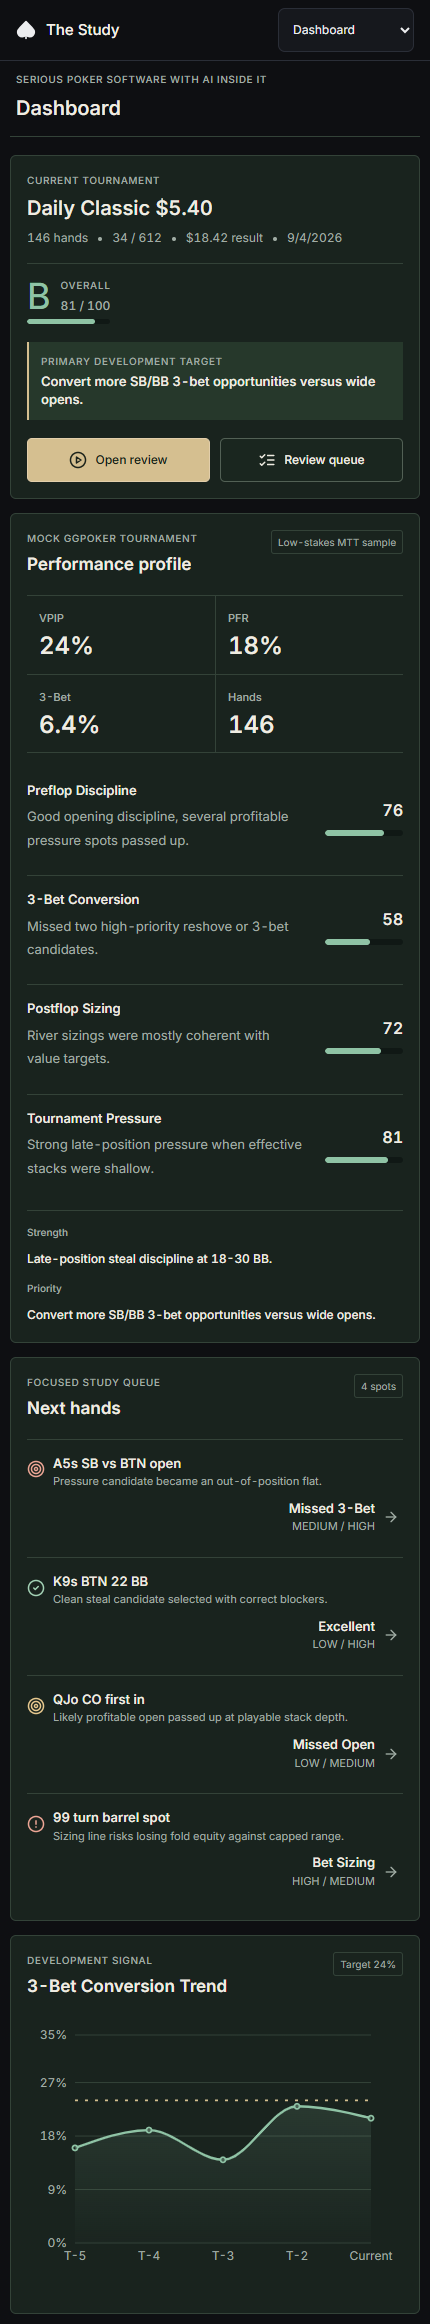 The Study
Dashboard
SERIOUS POKER SOFTWARE WITH AI INSIDE IT
Dashboard
CURRENT TOURNAMENT
Daily Classic $5.40
146 hands • 34 / 612 • $18.42 result • 9/4/2026
B
OVERALL
81 / 100
PRIMARY DEVELOPMENT TARGET
Convert more SB/BB 3-bet opportunities versus wide
opens.
Open review
Review queue
MOCK GGPOKER TOURNAMENT
Low-stakes MTT sample
Performance profile
VPIP
24%
PFR
18%
3-Bet
6.4%
Hands
146
Preflop Discipline
Good opening discipline, several profitable
pressure spots passed up.
76
3-Bet Conversion
Missed two high-priority reshove or 3-bet
candidates.
58
Postflop Sizing
River sizings were mostly coherent with
value targets.
72
Tournament Pressure
Strong late-position pressure when effective
stacks were shallow.
81
Strength
Late-position steal discipline at 18-30 BB.
Priority
Convert more SB/BB 3-bet opportunities versus wide opens.
FOCUSED STUDY QUEUE
4 spots
Next hands
A5s SB vs BTN open
Pressure candidate became an out-of-position flat.
Missed 3-Bet
MEDIUM / HIGH
K9s BTN 22 BB
Clean steal candidate selected with correct blockers.
Excellent
LOW / HIGH
QJo CO first in
Likely profitable open passed up at playable stack depth.
Missed Open
LOW / MEDIUM
99 turn barrel spot
Sizing line risks losing fold equity against capped range.
Bet Sizing
HIGH / MEDIUM
DEVELOPMENT SIGNAL
Target 24%
3-Bet Conversion Trend
35%
27%
18%
9%
0%
T-5 T-4 T-3 T-2 Current